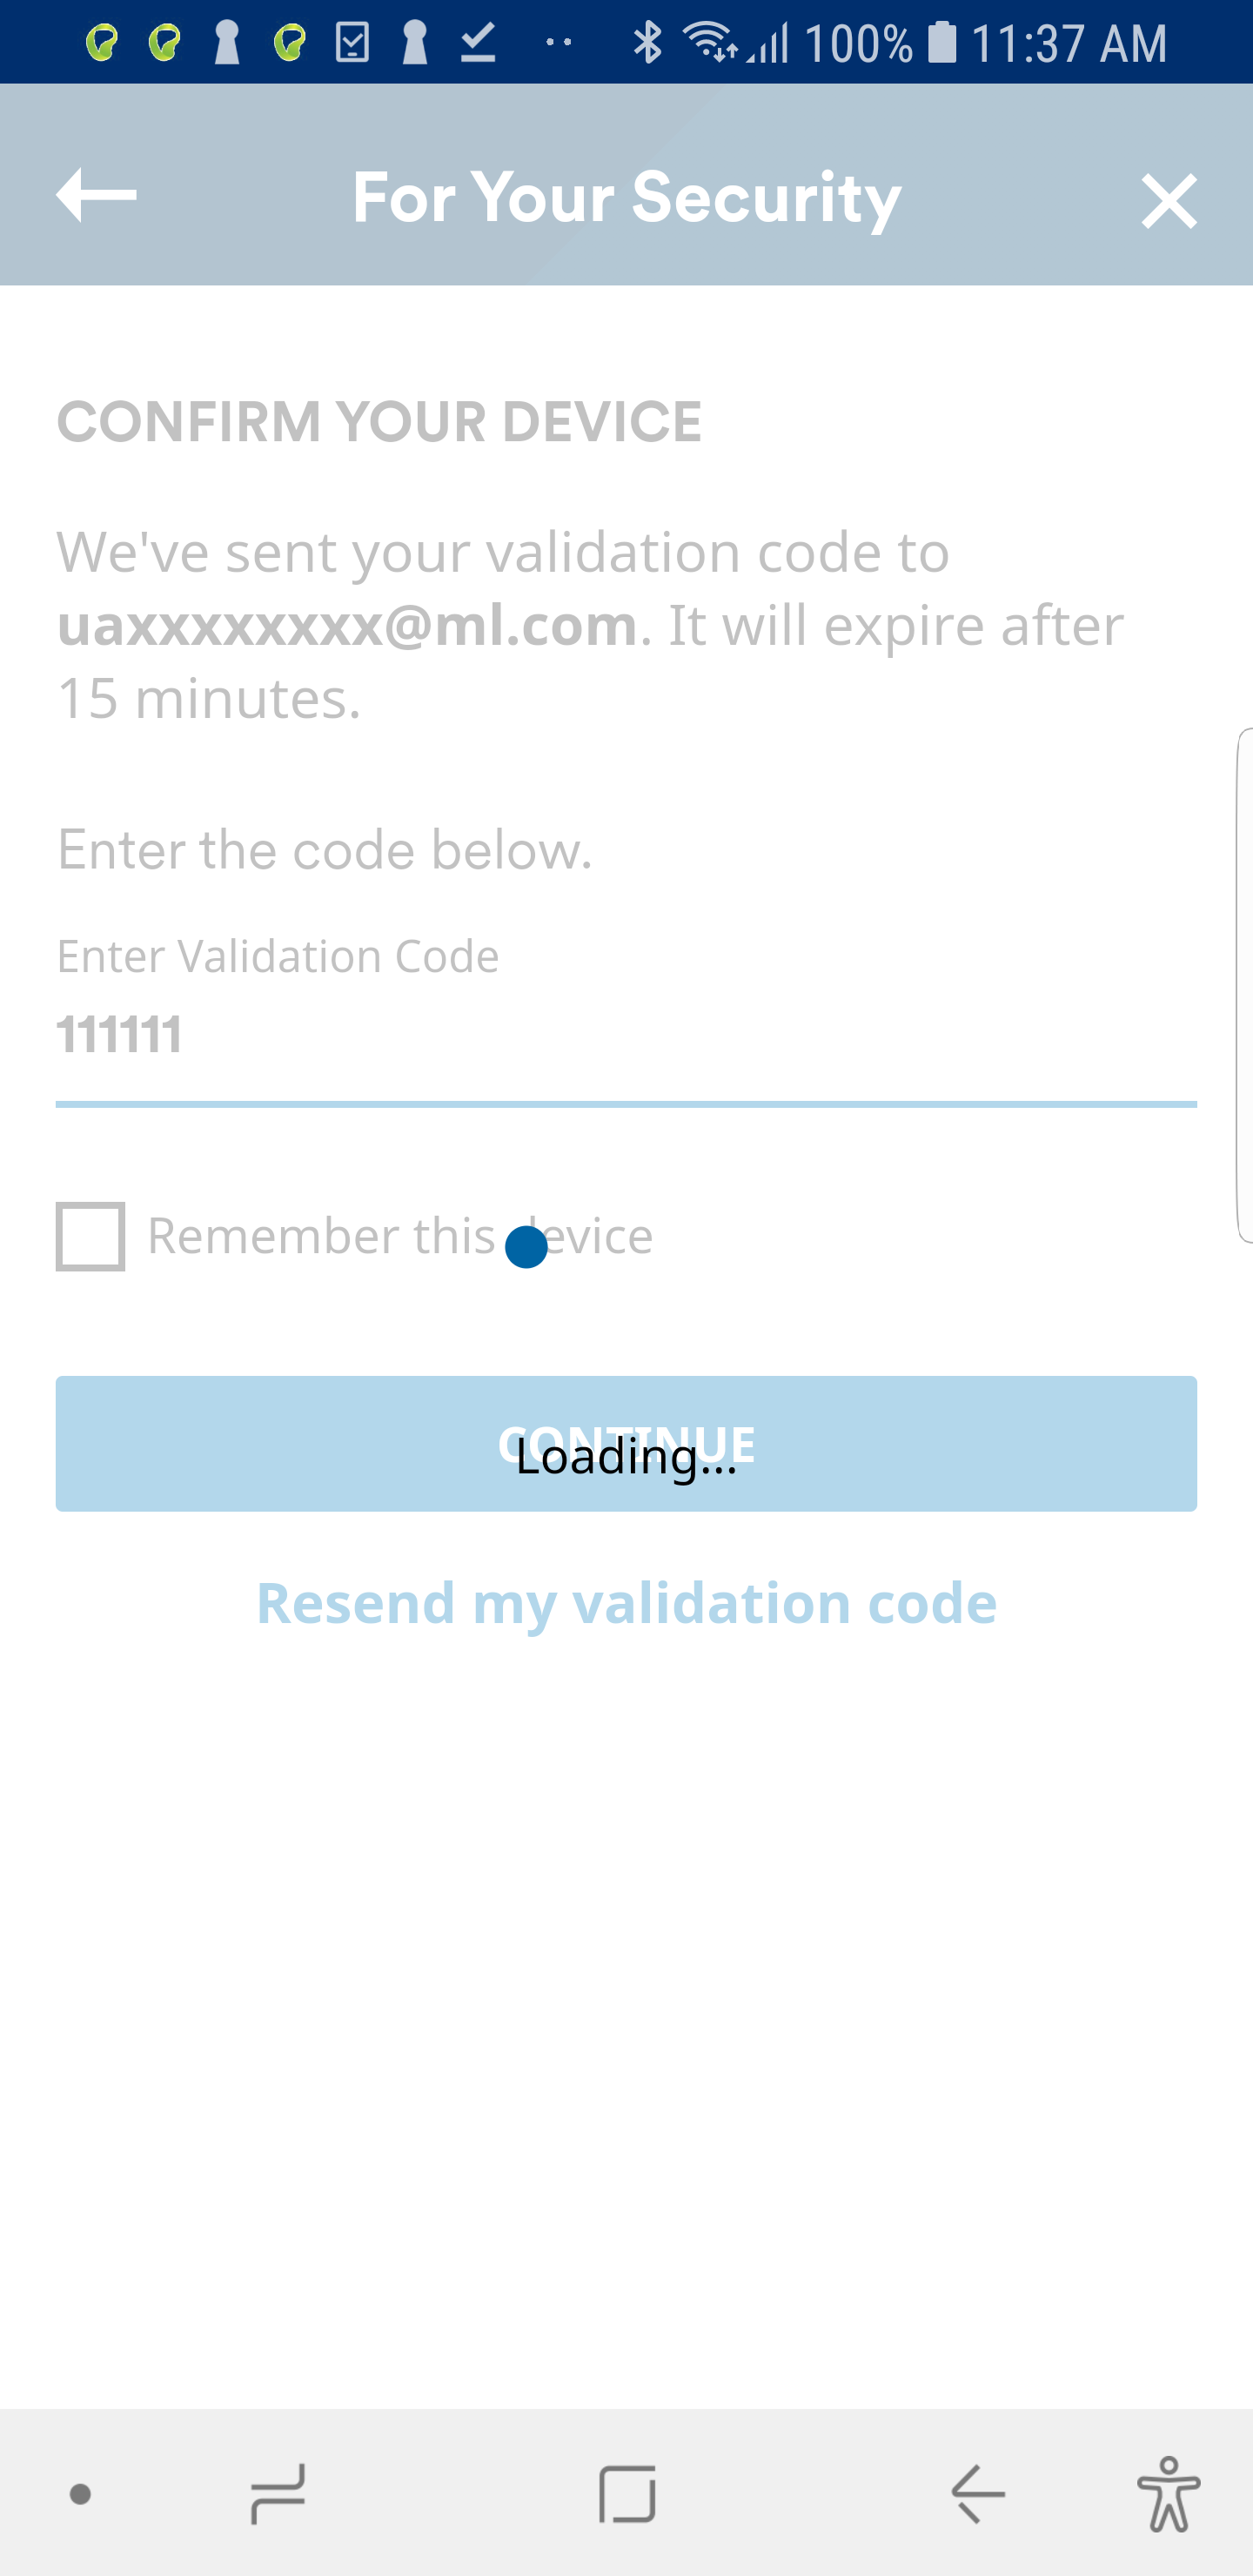 100% 11:37 AM
For Your Security
CONFIRM YOUR DEVICE
We've sent your validation code to
uaxxxxxxxx@ml.com. It will expire after
15 minutes.
Enter the code below.
Enter Validation Code
111111
Remember this device
CONTINUE
Loading...
Resend my validation code